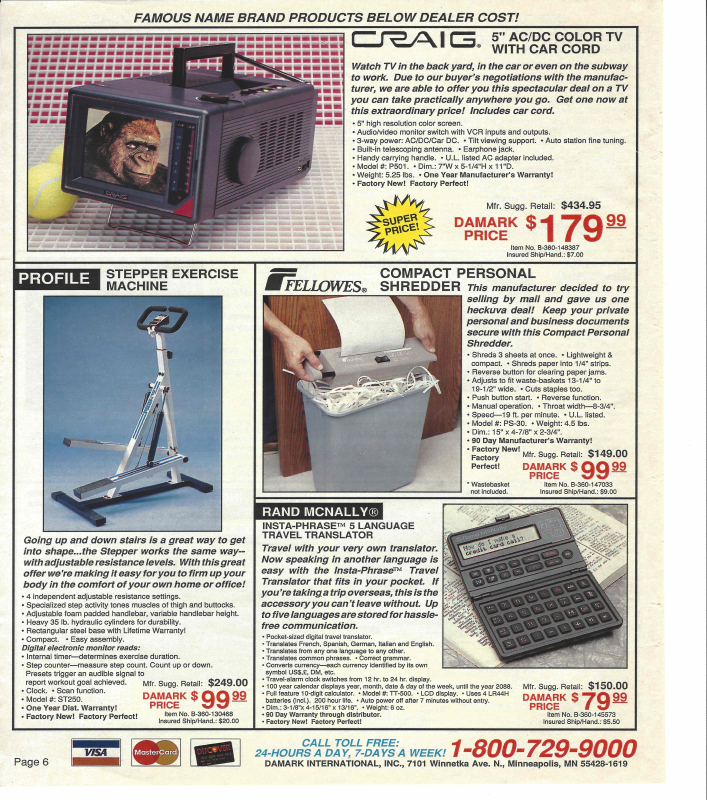 FAMOUS NAME BRAND PRODUCTS BELOW DEALER COST!
CRAIG®
5" AC/DC COLOR TV
WITH CAR CORD
Watch TV in the back yard, in the car or even on the subway
to work. Due to our buyer's negotiations with the manufac-
turer, we are able to offer you this spectacular deal on a TV
you can take practically anywhere you go. Get one now at
this extraordinary price! Includes car cord.
• 5" high resolution color screen.
• Audio/video monitor switch with VCR inputs and outputs.
• 3-way power: AC/DC/Car DC. • Tilt viewing support. • Auto station fine tuning.
• Built-in telescoping antenna. • Earphone jack.
• Handy carrying handle. • U.L. listed AC adapter included.
• Model #: P501. • Dim.: 7"W x 5-1/4"H x 11"D.
• Weight: 5.25 lbs. • One Year Manufacturer's Warranty!
• Factory New! Factory Perfect!
CRAIG
SUPER
PRICE!
Mfr. Sugg. Retail: $434.95
DAMARK
PRICE
$179 99
Item No. B-360-148387
Insured Ship/Hand.: $7.00
PROFILE
STEPPER EXERCISE
MACHINE
Going up and down stairs is a great way to get
into shape...the Stepper works the same way--
with adjustable resistance levels. With this great
offer we're making it easy for you to firm up your
body in the comfort of your own home or office!
• 4 independent adjustable resistance settings.
• Specialized step activity tones muscles of thigh and buttocks.
• Adjustable foam padded handlebar, variable handlebar height.
• Heavy 35 lb. hydraulic cylinders for durability.
• Rectangular steel base with Lifetime Warranty!
• Compact. • Easy assembly.
Digital electronic monitor reads:
• Internal timer—determines exercise duration.
• Step counter—measure step count. Count up or down.
Presets trigger an audible signal to
report workout goal achieved.
• Clock. • Scan function.
• Model #: ST250.
• One Year Dist. Warranty!
• Factory New! Factory Perfect!
Mfr. Sugg. Retail: $249.00
DAMARK
PRICE
$99 99
Item No. B-360-130468
Insured Ship/Hand.: $20.00
FELLOWES®
COMPACT PERSONAL
SHREDDER
This manufacturer decided to try
selling by mail and gave us one
heckuva deal! Keep your private
personal and business documents
secure with this Compact Personal
Shredder.
• Shreds 3 sheets at once. • Lightweight &
compact. • Shreds paper into 1/4" strips.
• Reverse button for clearing paper jams.
• Adjusts to fit waste-baskets 13-1/4" to
19-1/2" wide. • Cuts staples too.
• Push button start. • Reverse function.
• Manual operation. • Throat width—8-3/4".
• Speed—19 ft. per minute. • U.L. listed.
• Model #: PS-30. • Weight: 4.5 lbs.
• Dim.: 15" x 4-7/8" x 2-3/4".
• 90 Day Manufacturer's Warranty!
• Factory New!
Factory
Perfect!
* Wastebasket
not included.
Mfr. Sugg. Retail: $149.00
DAMARK
PRICE
$99 99
Item No. B-360-147033
Insured Ship/Hand.: $9.00
RAND MCNALLY®
INSTA-PHRASE™ 5 LANGUAGE
TRAVEL TRANSLATOR
Travel with your very own translator.
Now speaking in another language is
easy with the Insta-Phrase™ Travel
Translator that fits in your pocket. If
you're taking a trip overseas, this is the
accessory you can't leave without. Up
to five languages are stored for hassle-
free communication.
• Pocket-sized digital travel translator.
• Translates French, Spanish, German, Italian and English.
• Translates from any one language to any other.
• Translates common phrases. • Correct grammar.
• Converts currency—each currency identified by its own
symbol US$,£, DM, etc.
• Travel-alarm clock switches from 12 hr. to 24 hr. display.
• 100 year calendar displays year, month, date & day of the week, until the year 2088.
• Full feature 10-digit calculator. • Model #: TT-500. • LCD display. • Uses 4 LR44H
batteries (incl.). 200 hour life. • Auto power off after 7 minutes without entry.
• Dim.: 3-1/8"x 4-15/16" x 13/16". • Weight: 6 oz.
• 90 Day Warranty through distributor.
• Factory New! Factory Perfect!
How do I make a
credit card call?
Mfr. Sugg. Retail: $150.00
DAMARK
PRICE
$79 99
Item No. B-360-145573
Insured Ship/Hand.: $5.50
Page 6
VISA
MasterCard
DISCOVER
CALL TOLL FREE:
24-HOURS A DAY, 7-DAYS A WEEK!
1-800-729-9000
DAMARK INTERNATIONAL, INC., 7101 Winnetka Ave. N., Minneapolis, MN 55428-1619